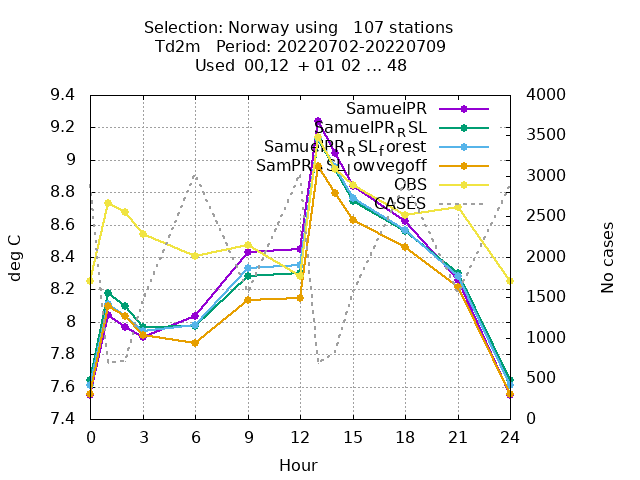 Selection: Norway using 107 stations
Td2m Period: 20220702-20220709
Used 00,12 + 01 02 ... 48
9.4
9.2
9
8.8
8.6
8.4
8.2
8
7.8
7.6
7.4
deg C
4000
3500
3000
2500
2000
1500
1000
500
0
No cases
SamuelPR
SamuelPR_RSL
SamuelPR_RSL_forest
SamPR_RSL_lowvegoff
OBS
CASES
0 3 6 9 12 15 18 21 24
Hour